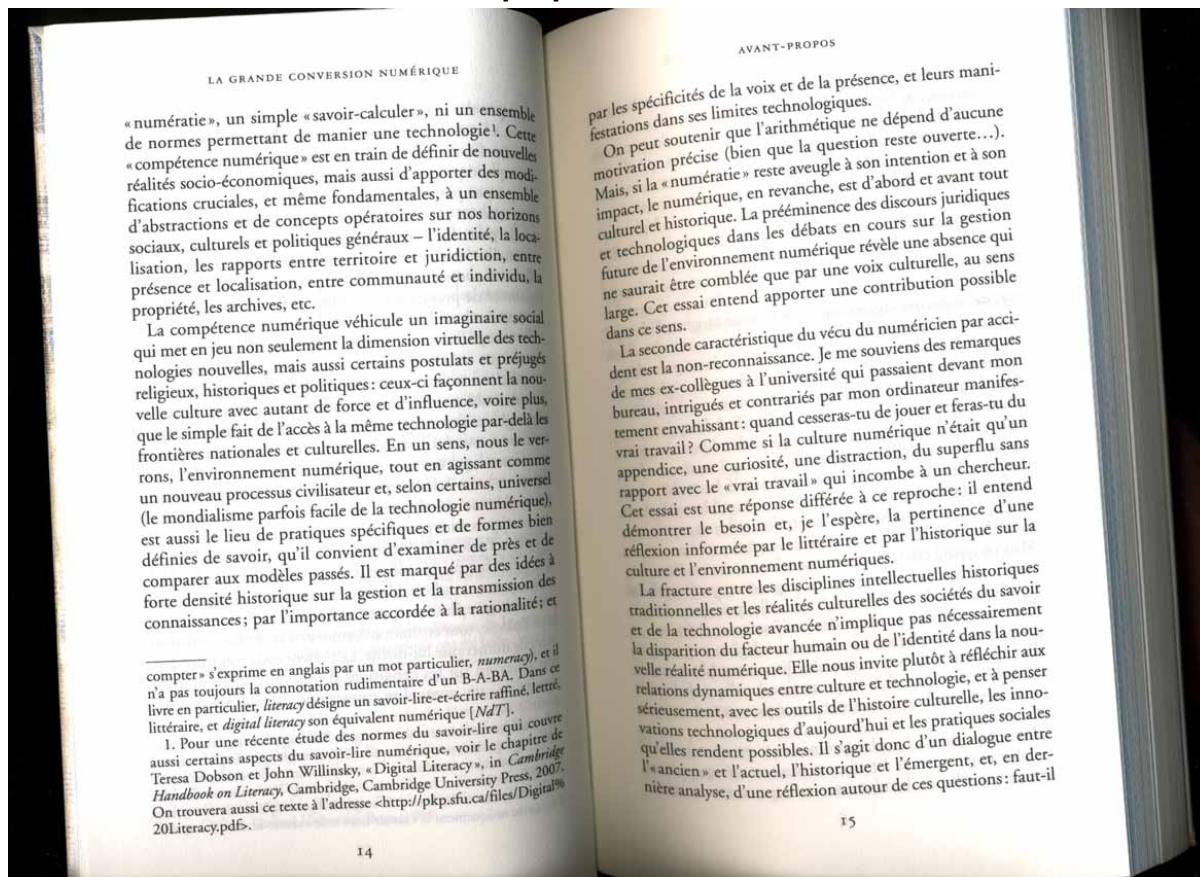 LA GRANDE CONVERSION NUMÉRIQUE
« numératie », un simple « savoir-calculer », ni un ensemble
de normes permettant de manier une technologie¹. Cette
« compétence numérique » est en train de définir de nouvelles
réalités socio-économiques, mais aussi d'apporter des modi-
fications cruciales, et même fondamentales, à un ensemble
d'abstractions et de concepts opératoires sur nos horizons
sociaux, culturels et politiques généraux – l'identité, la loca-
lisation, les rapports entre territoire et juridiction, entre
présence et localisation, entre communauté et individu, la
propriété, les archives, etc.
La compétence numérique véhicule un imaginaire social
qui met en jeu non seulement la dimension virtuelle des tech-
nologies nouvelles, mais aussi certains postulats et préjugés
religieux, historiques et politiques : ceux-ci façonnent la nou-
velle culture avec autant de force et d'influence, voire plus,
que le simple fait de l'accès à la même technologie par-delà les
frontières nationales et culturelles. En un sens, nous le ver-
rons, l'environnement numérique, tout en agissant comme
un nouveau processus civilisateur et, selon certains, universel
(le mondialisme parfois facile de la technologie numérique),
est aussi le lieu de pratiques spécifiques et de formes bien
définies de savoir, qu'il convient d'examiner de près et de
comparer aux modèles passés. Il est marqué par des idées à
forte densité historique sur la gestion et la transmission des
connaissances ; par l'importance accordée à la rationalité ; et
compter » s'exprime en anglais par un mot particulier, numeracy), et il
n'a pas toujours la connotation rudimentaire d'un B-A-BA. Dans ce
livre en particulier, literacy désigne un savoir-lire-et-écrire raffiné, lettré,
littéraire, et digital literacy son équivalent numérique [NdT].
1. Pour une récente étude des normes du savoir-lire qui couvre
aussi certains aspects du savoir-lire numérique, voir le chapitre de
Teresa Dobson et John Willinsky, « Digital Literacy », in Cambridge
Handbook on Literacy, Cambridge, Cambridge University Press, 2007.
On trouvera aussi ce texte à l'adresse <http://pkp.sfu.ca/files/Digital%
20Literacy.pdf>.
14
AVANT-PROPOS
par les spécificités de la voix et de la présence, et leurs mani-
festations dans ses limites technologiques.
On peut soutenir que l'arithmétique ne dépend d'aucune
motivation précise (bien que la question reste ouverte…).
Mais, si la « numératie » reste aveugle à son intention et à son
impact, le numérique, en revanche, est d'abord et avant tout
culturel et historique. La prééminence des discours juridiques
et technologiques dans les débats en cours sur la gestion
future de l'environnement numérique révèle une absence qui
ne saurait être comblée que par une voix culturelle, au sens
large. Cet essai entend apporter une contribution possible
dans ce sens.
La seconde caractéristique du vécu du numéricien par acci-
dent est la non-reconnaissance. Je me souviens des remarques
de mes ex-collègues à l'université qui passaient devant mon
bureau, intrigués et contrariés par mon ordinateur manifes-
tement envahissant : quand cesseras-tu de jouer et feras-tu du
vrai travail ? Comme si la culture numérique n'était qu'un
appendice, une curiosité, une distraction, du superflu sans
rapport avec le « vrai travail » qui incombe à un chercheur.
Cet essai est une réponse différée à ce reproche : il entend
démontrer le besoin et, je l'espère, la pertinence d'une
réflexion informée par le littéraire et par l'historique sur la
culture et l'environnement numériques.
La fracture entre les disciplines intellectuelles historiques
traditionnelles et les réalités culturelles des sociétés du savoir
et de la technologie avancée n'implique pas nécessairement
la disparition du facteur humain ou de l'identité dans la nou-
velle réalité numérique. Elle nous invite plutôt à réfléchir aux
relations dynamiques entre culture et technologie, et à penser
sérieusement, avec les outils de l'histoire culturelle, les inno-
vations technologiques d'aujourd'hui et les pratiques sociales
qu'elles rendent possibles. Il s'agit donc d'un dialogue entre
l'« ancien » et l'actuel, l'historique et l'émergent, et, en der-
nière analyse, d'une réflexion autour de ces questions : faut-il
15